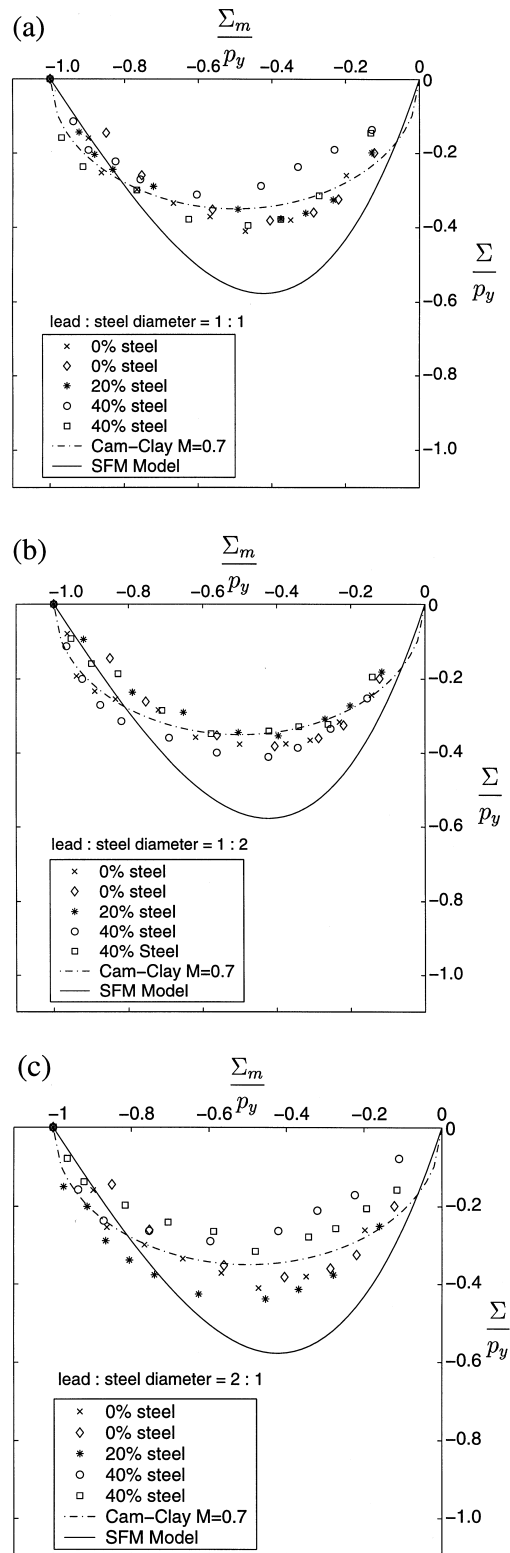 (a)
Σm
py
−1.0 −0.8 −0.6 −0.4 −0.2 0
0
−0.2
−0.4
−0.6
−0.8
−1.0
Σ
py
lead : steel diameter = 1 : 1
0% steel
0% steel
20% steel
40% steel
40% steel
Cam−Clay M=0.7
SFM Model
(b)
Σm
py
−1.0 −0.8 −0.6 −0.4 −0.2 0
0
−0.2
−0.4
−0.6
−0.8
−1.0
Σ
py
lead : steel diameter = 1 : 2
0% steel
0% steel
20% steel
40% steel
40% Steel
Cam−Clay M=0.7
SFM Model
(c)
Σm
py
−1 −0.8 −0.6 −0.4 −0.2 0
0
−0.2
−0.4
−0.6
−0.8
−1.0
Σ
py
lead : steel diameter = 2 : 1
0% steel
0% steel
20% steel
40% steel
40% steel
Cam−Clay M=0.7
SFM Model